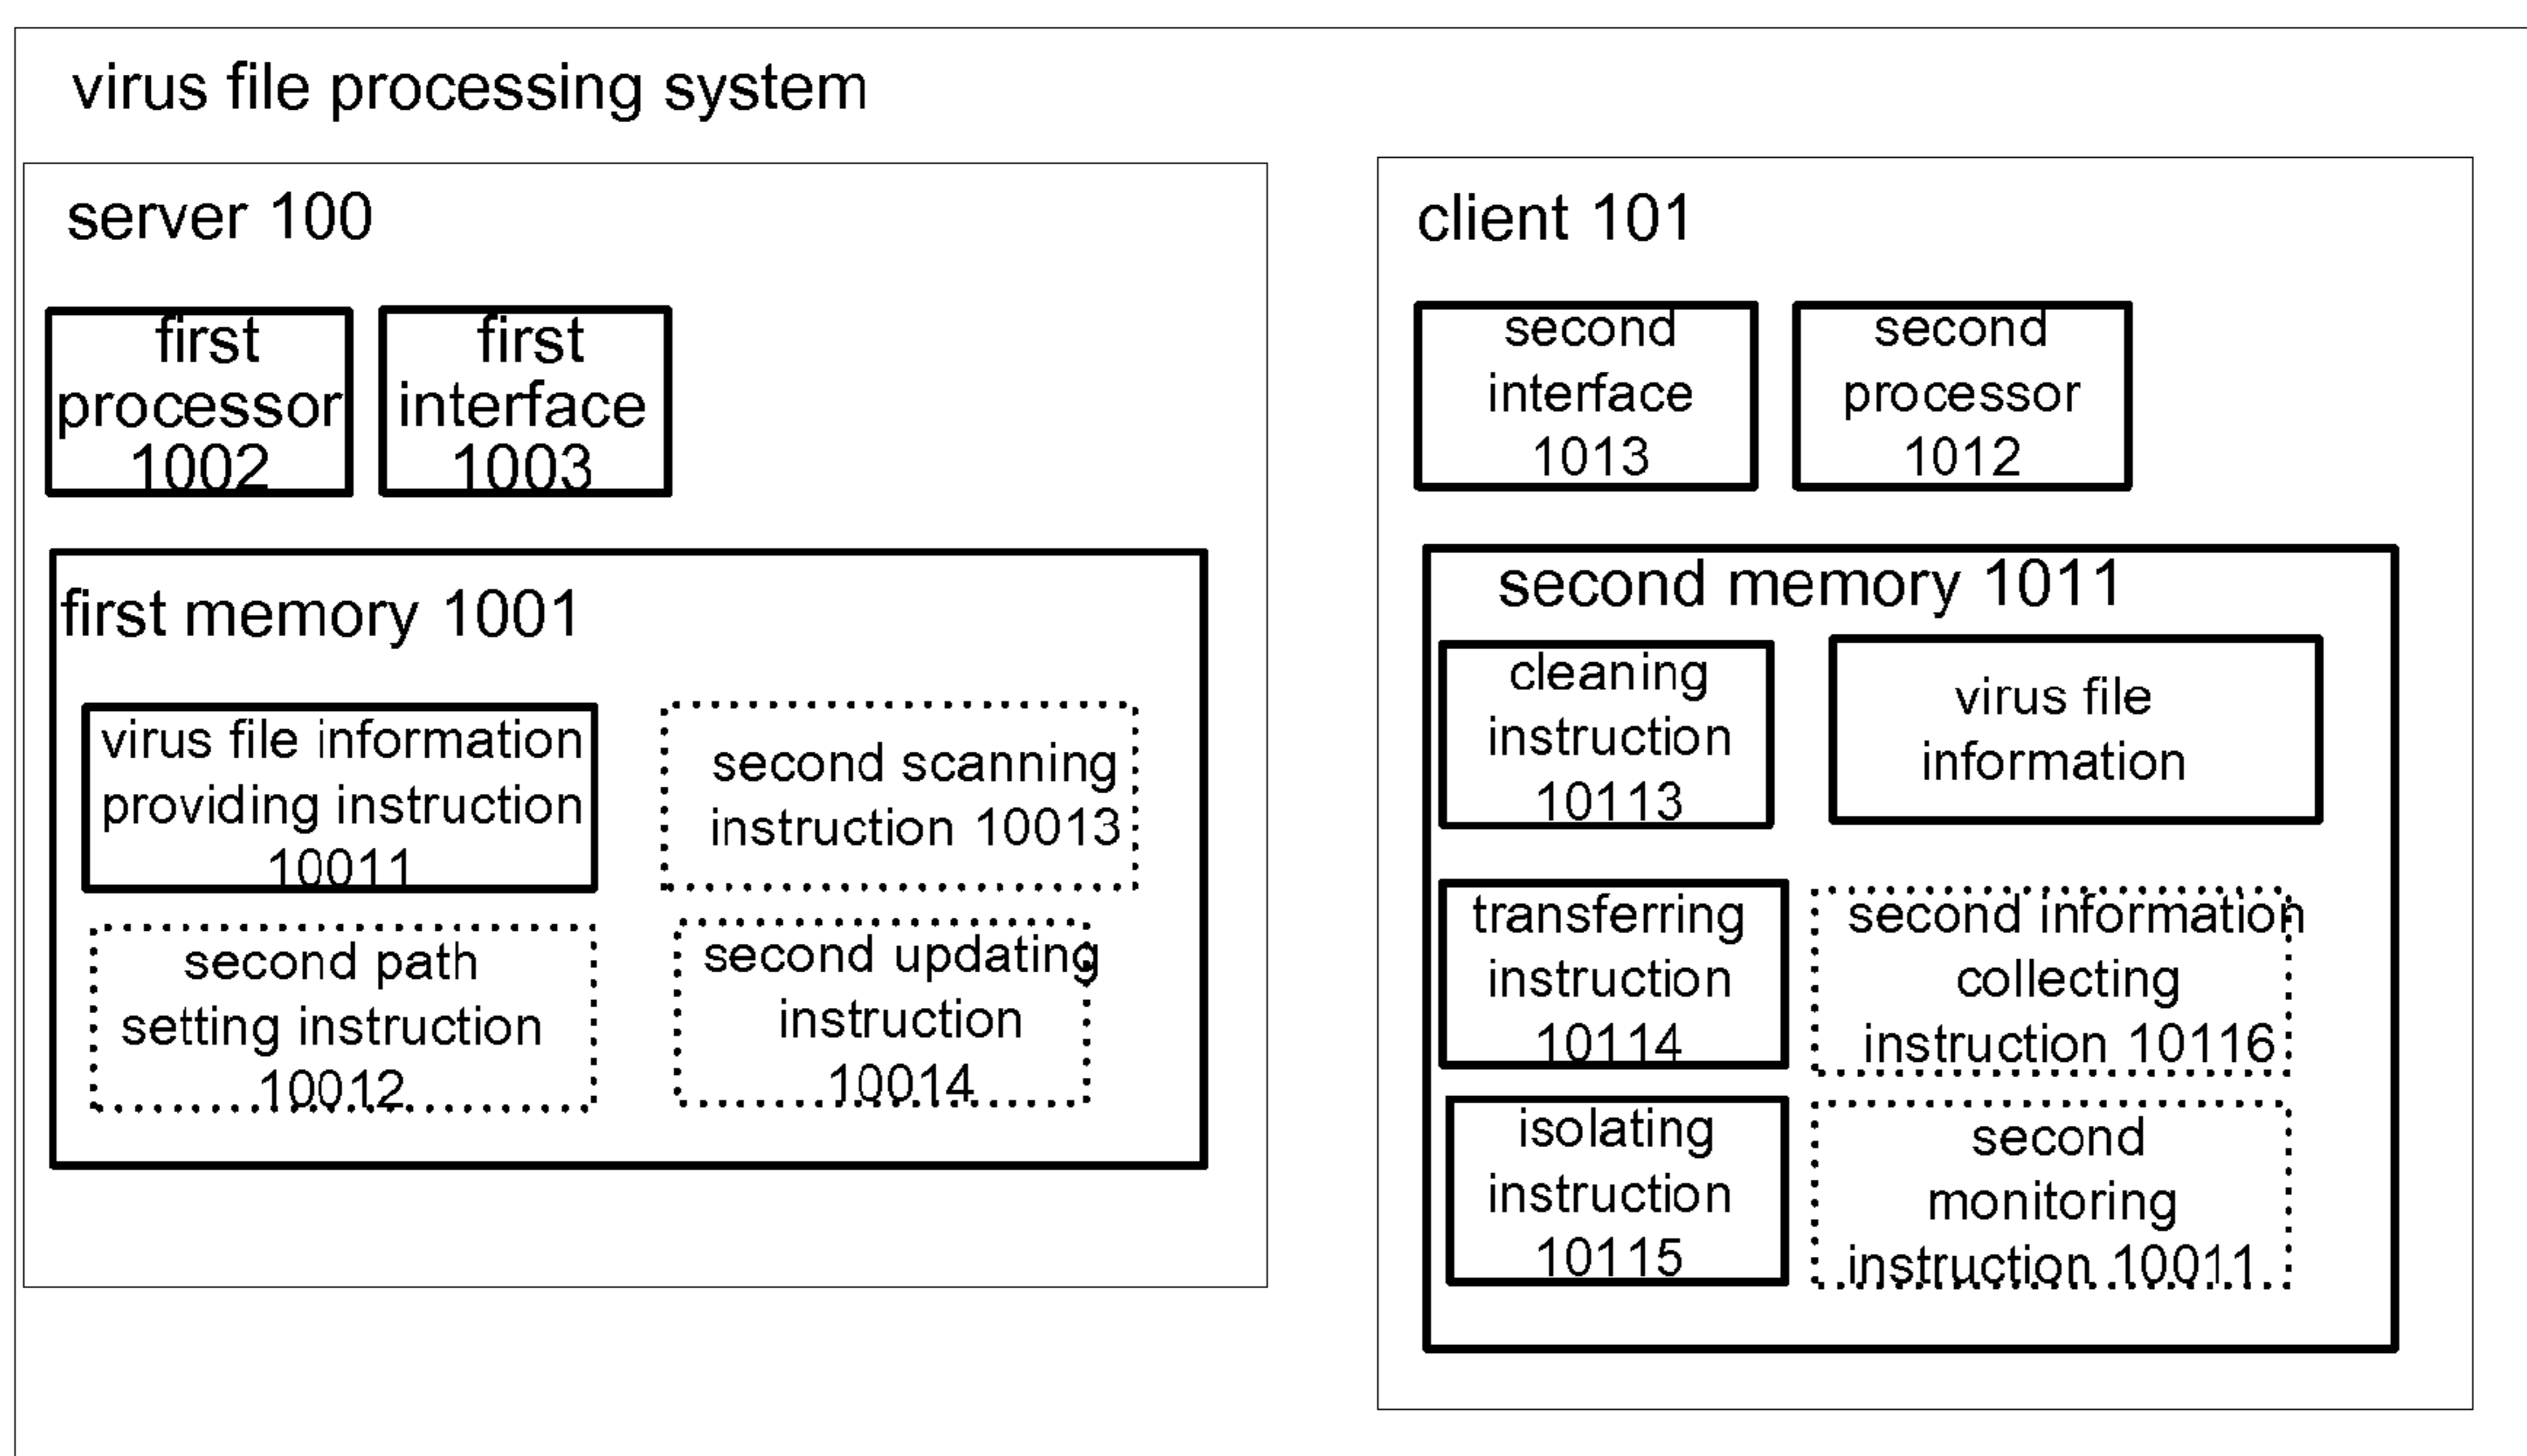 virus file processing system
server 100
first
processor
1002
first
interface
1003
first memory 1001
virus file information
providing instruction
10011
second scanning
instruction 10013
second path
setting instruction
10012
second updating
instruction
10014
client 101
second
interface
1013
second
processor
1012
second memory 1011
cleaning
instruction
10113
virus file
information
transferring
instruction
10114
second information
collecting
instruction 10116
isolating
instruction
10115
second
monitoring
instruction 10011